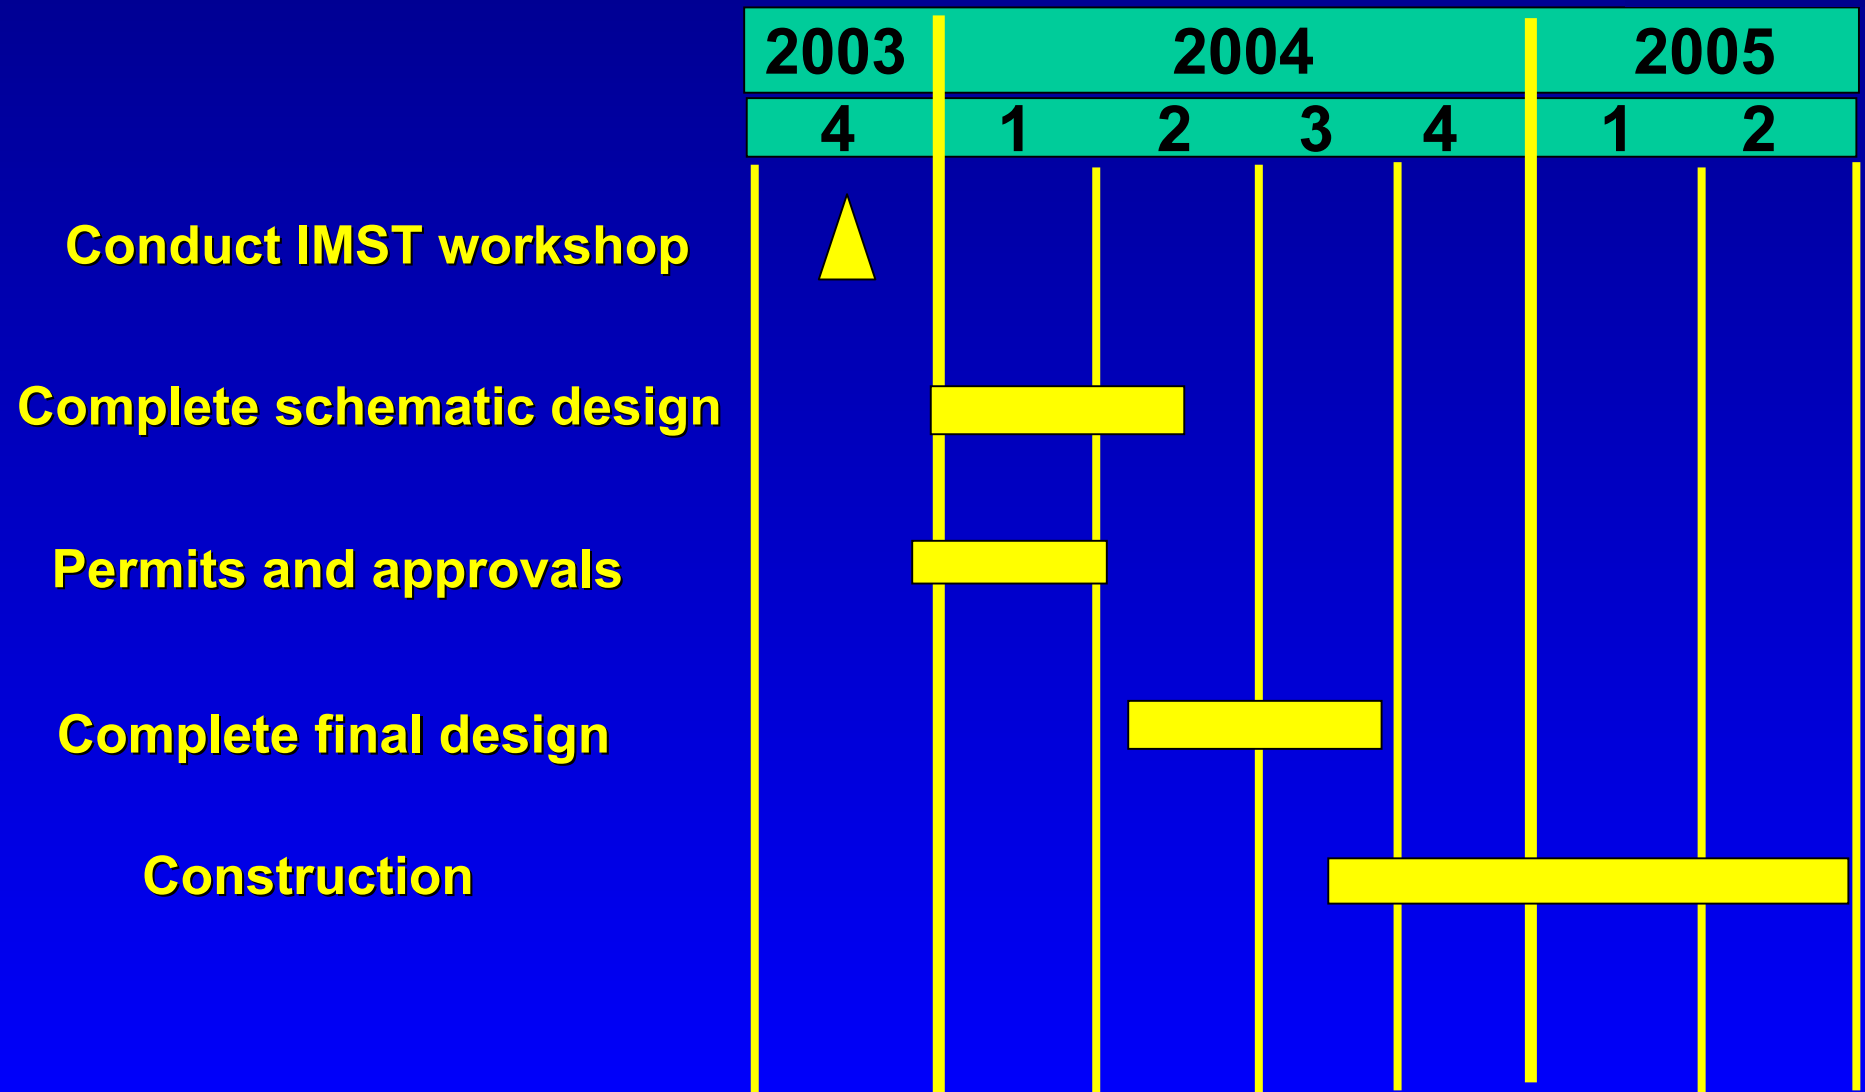 2003 2004 2005
4 1 2 3 4 1 2
Conduct IMST workshop
Complete schematic design
Permits and approvals
Complete final design
Construction